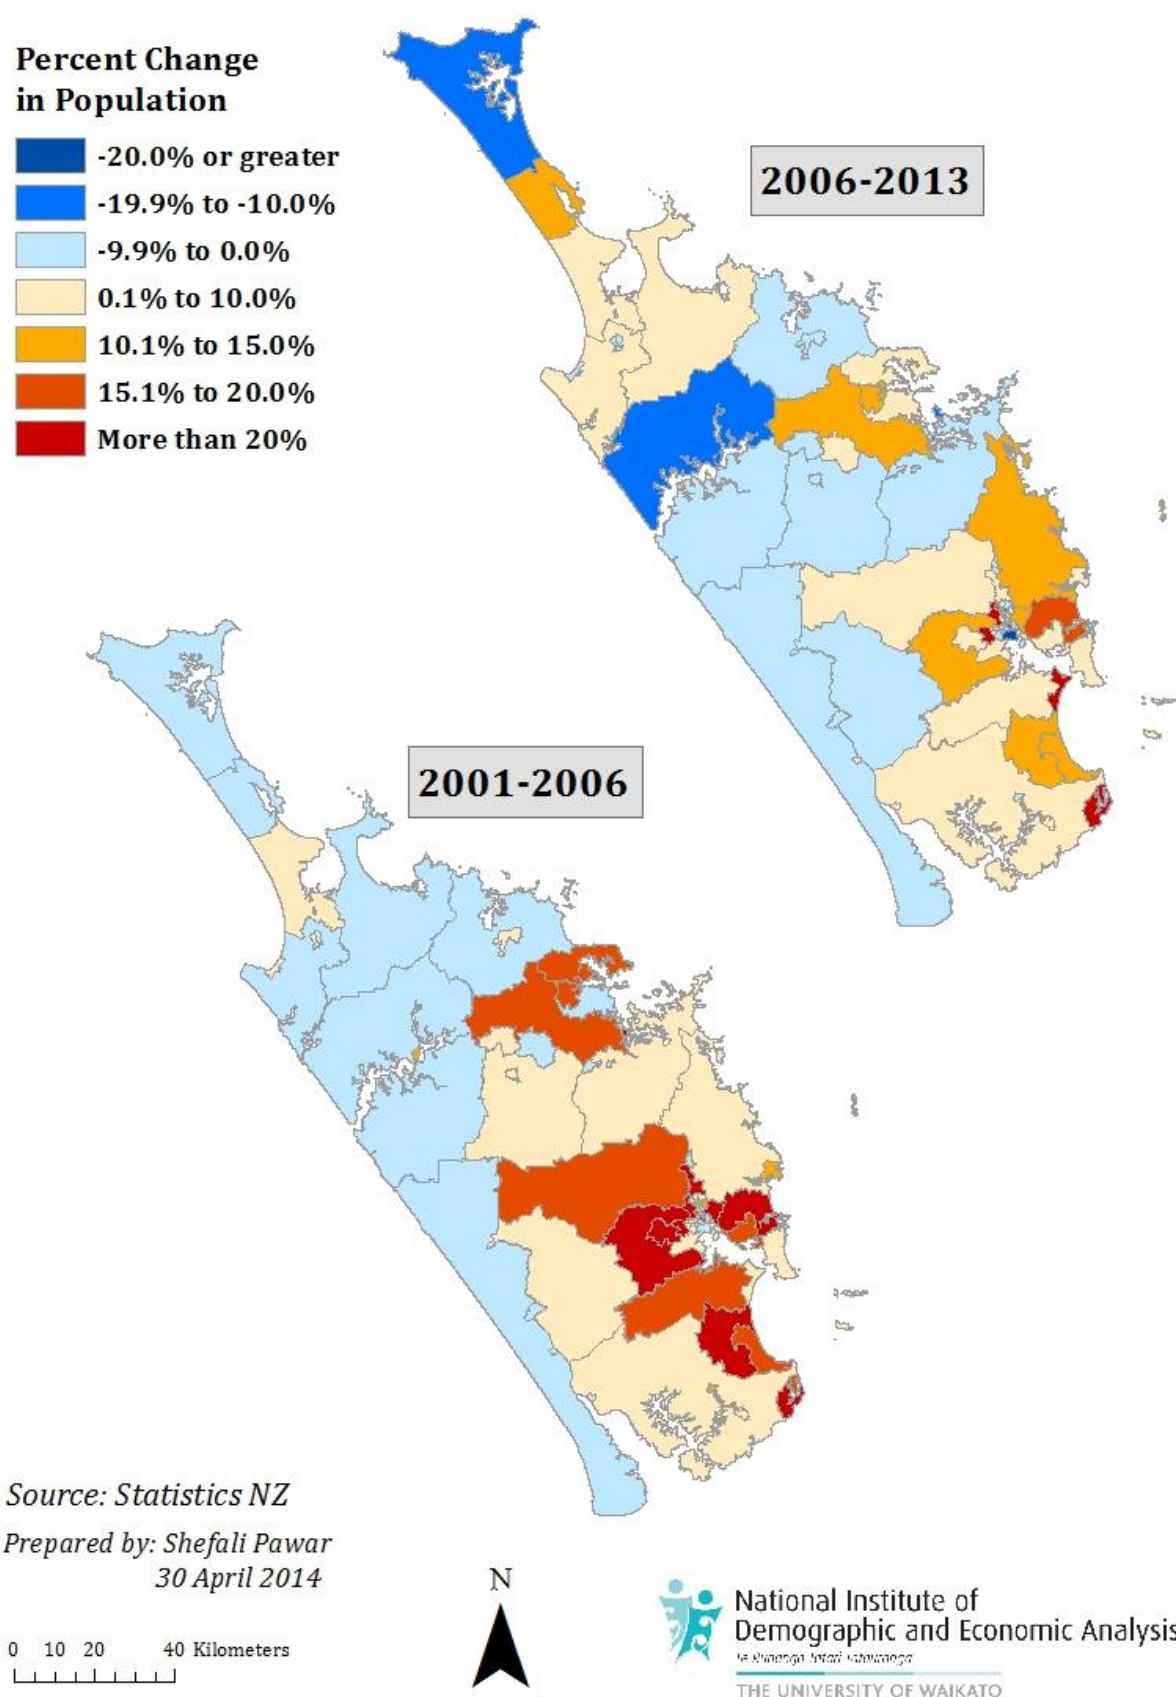 Percent Change
in Population
-20.0% or greater
-19.9% to -10.0%
-9.9% to 0.0%
0.1% to 10.0%
10.1% to 15.0%
15.1% to 20.0%
More than 20%
2006-2013
2001-2006
Source: Statistics NZ
Prepared by: Shefali Pawar
30 April 2014
0 10 20 40 Kilometers
N
National Institute of
Demographic and Economic Analysis
THE UNIVERSITY OF WAIKATO